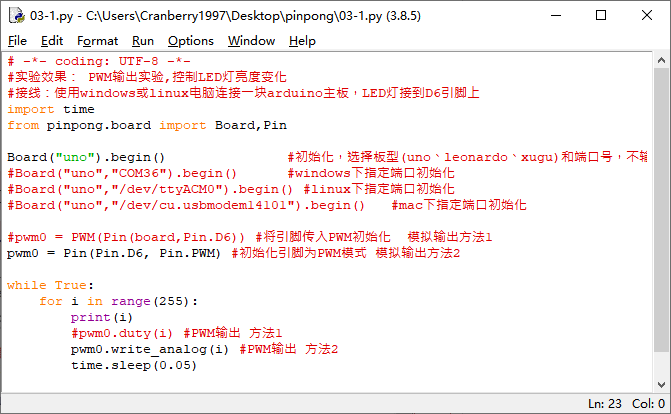 03-1.py - C:\Users\Cranberry1997\Desktop\pinpong\03-1.py (3.8.5)
File Edit Format Run Options Window Help
# -*- coding: UTF-8 -*-
#实验效果： PWM输出实验,控制LED灯亮度变化
#接线：使用windows或linux电脑连接一块arduino主板，LED灯接到D6引脚上
import time
from pinpong.board import Board,Pin
Board("uno").begin() #初始化，选择板型(uno、leonardo、xugu)和端口号，不输
#Board("uno","COM36").begin() #windows下指定端口初始化
#Board("uno","/dev/ttyACM0").begin() #linux下指定端口初始化
#Board("uno","/dev/cu.usbmodem14101").begin() #mac下指定端口初始化
#pwm0 = PWM(Pin(board,Pin.D6)) #将引脚传入PWM初始化 模拟输出方法1
pwm0 = Pin(Pin.D6, Pin.PWM) #初始化引脚为PWM模式 模拟输出方法2
while True:
    for i in range(255):
        print(i)
        #pwm0.duty(i) #PWM输出 方法1
        pwm0.write_analog(i) #PWM输出 方法2
        time.sleep(0.05)
Ln: 23 Col: 0